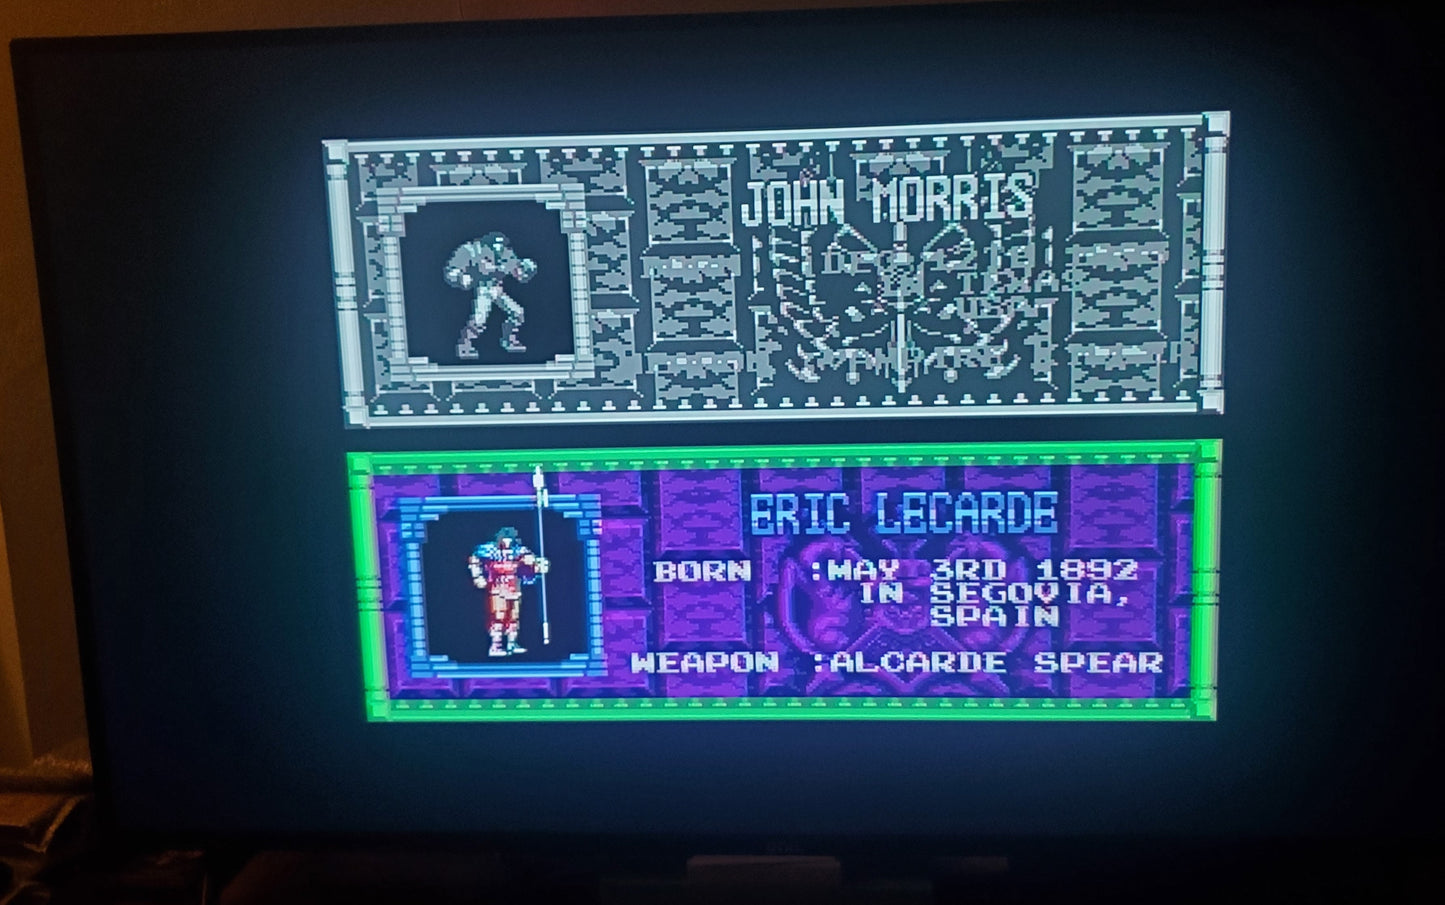 JOHN MORRIS
ERIC LECARDE
BORN :MAY 3RD 1892
IN SEGOVIA,
SPAIN
WEAPON :ALCARDE SPEAR